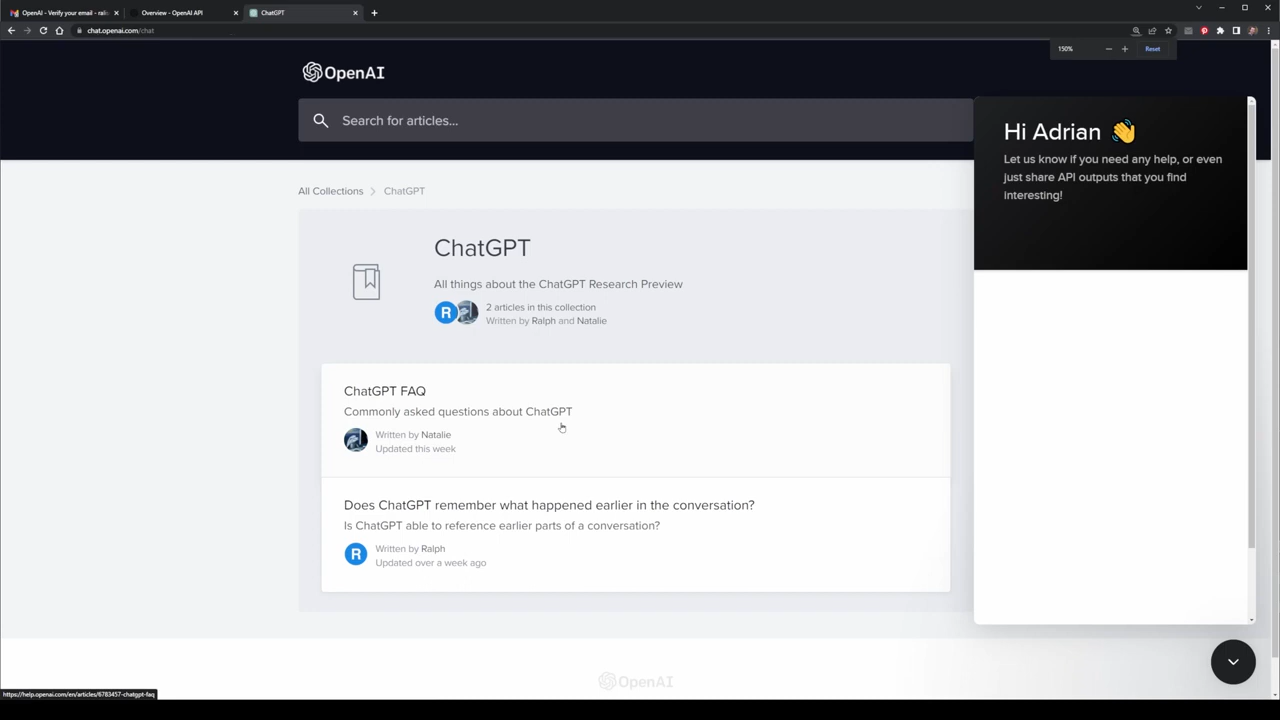 OpenAI - Verify your email - rale
Overview - OpenAI API
ChatGPT
chat.openai.com/chat
150%
Reset
OpenAI
Search for articles...
Hi Adrian 👋
Let us know if you need any help, or even
just share API outputs that you find
interesting!
All Collections
ChatGPT
ChatGPT
All things about the ChatGPT Research Preview
R
2 articles in this collection
Written by Ralph and Natalie
ChatGPT FAQ
Commonly asked questions about ChatGPT
Written by Natalie
Updated this week
Does ChatGPT remember what happened earlier in the conversation?
Is ChatGPT able to reference earlier parts of a conversation?
R
Written by Ralph
Updated over a week ago
OpenAI
https://help.openai.com/en/articles/6783457-chatgpt-faq